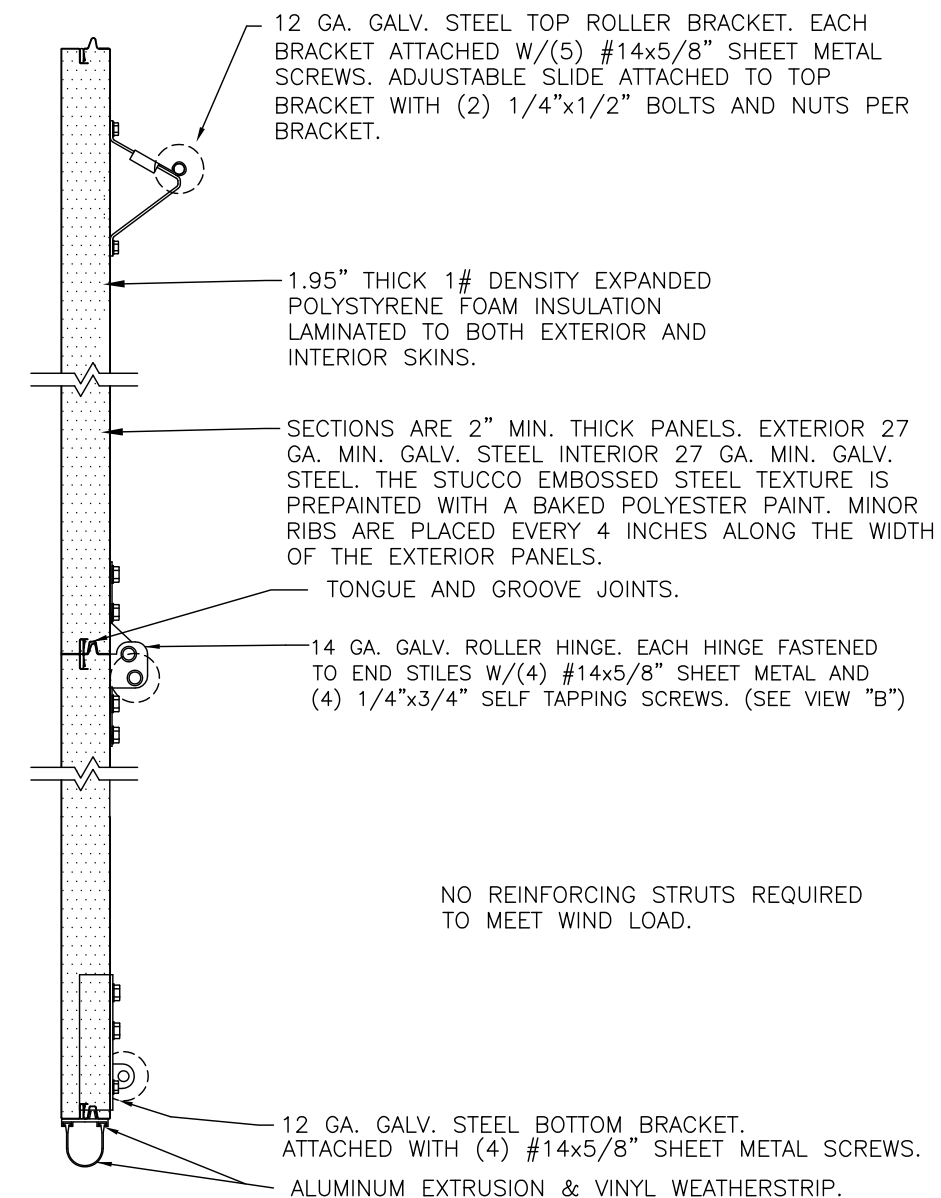 12 GA. GALV. STEEL TOP ROLLER BRACKET. EACH
BRACKET ATTACHED W/(5) #14x5/8" SHEET METAL
SCREWS. ADJUSTABLE SLIDE ATTACHED TO TOP
BRACKET WITH (2) 1/4"x1/2" BOLTS AND NUTS PER
BRACKET.
1.95" THICK 1# DENSITY EXPANDED
POLYSTYRENE FOAM INSULATION
LAMINATED TO BOTH EXTERIOR AND
INTERIOR SKINS.
SECTIONS ARE 2" MIN. THICK PANELS. EXTERIOR 27
GA. MIN. GALV. STEEL INTERIOR 27 GA. MIN. GALV.
STEEL. THE STUCCO EMBOSSED STEEL TEXTURE IS
PREPAINTED WITH A BAKED POLYESTER PAINT. MINOR
RIBS ARE PLACED EVERY 4 INCHES ALONG THE WIDTH
OF THE EXTERIOR PANELS.
TONGUE AND GROOVE JOINTS.
14 GA. GALV. ROLLER HINGE. EACH HINGE FASTENED
TO END STILES W/(4) #14x5/8" SHEET METAL AND
(4) 1/4"x3/4" SELF TAPPING SCREWS. (SEE VIEW "B")
NO REINFORCING STRUTS REQUIRED
TO MEET WIND LOAD.
12 GA. GALV. STEEL BOTTOM BRACKET.
ATTACHED WITH (4) #14x5/8" SHEET METAL SCREWS.
ALUMINUM EXTRUSION & VINYL WEATHERSTRIP.